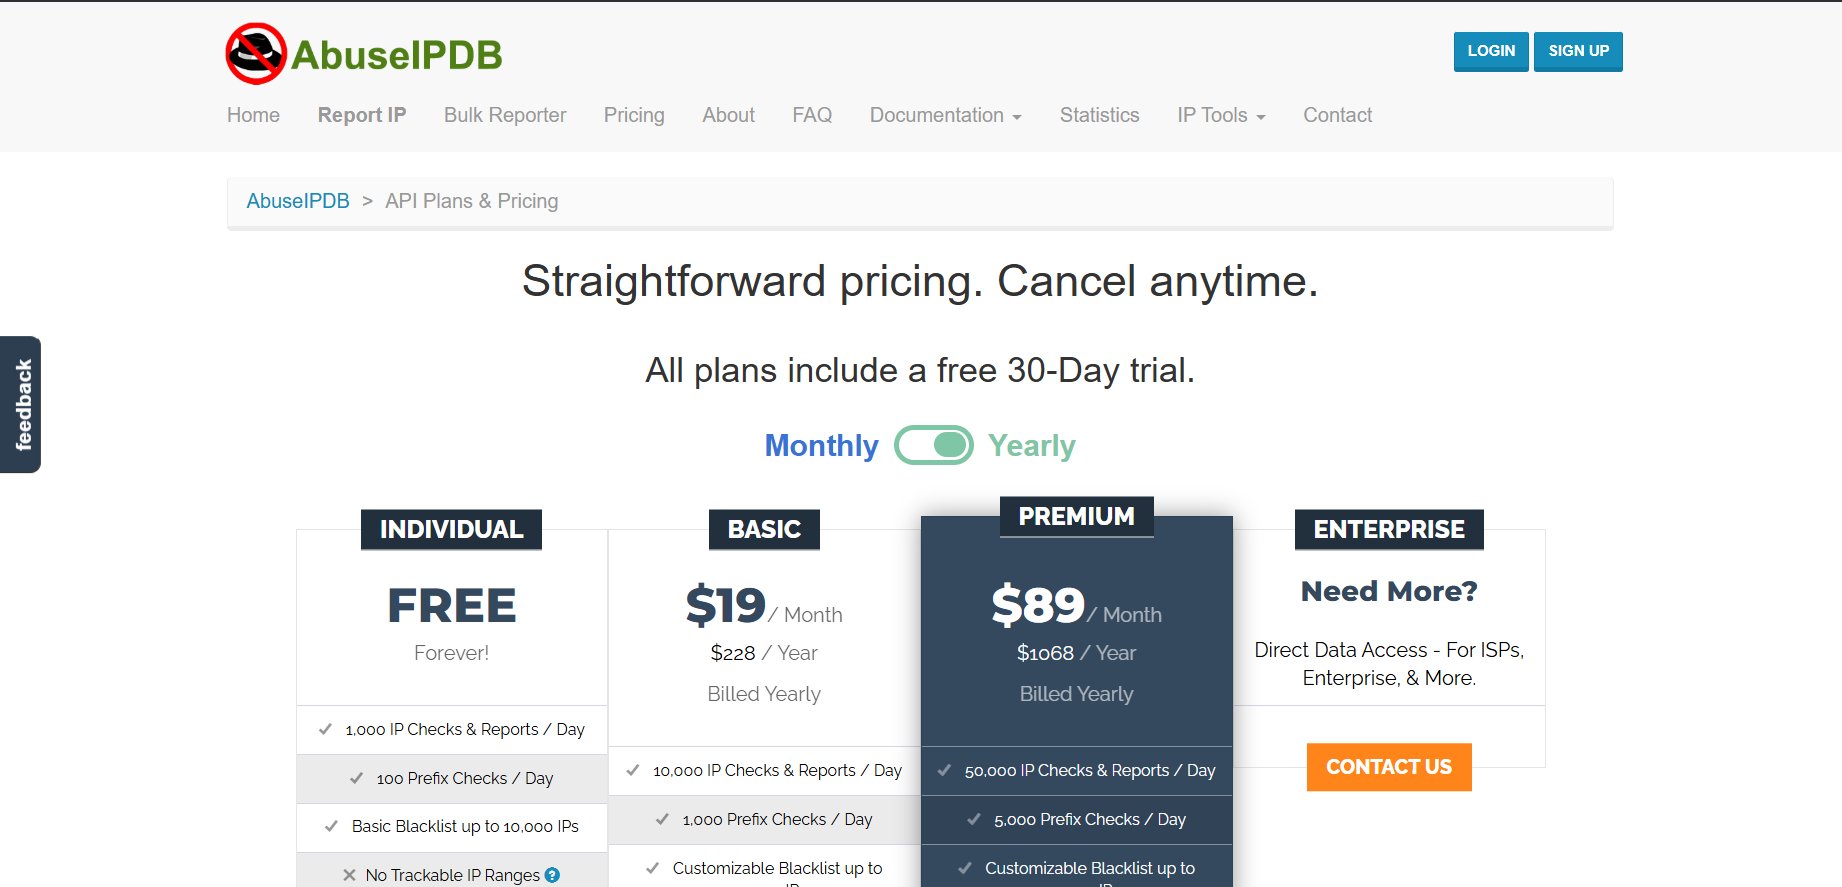 AbuseIPDB
LOGIN
SIGN UP
Home
Report IP
Bulk Reporter
Pricing
About
FAQ
Documentation
Statistics
IP Tools
Contact
AbuseIPDB > API Plans & Pricing
Straightforward pricing. Cancel anytime.
All plans include a free 30-Day trial.
feedback
Monthly
Yearly
INDIVIDUAL
FREE
Forever!
1,000 IP Checks & Reports / Day
100 Prefix Checks / Day
Basic Blacklist up to 10,000 IPs
No Trackable IP Ranges ?
BASIC
$19 / Month
$228 / Year
Billed Yearly
10,000 IP Checks & Reports / Day
1,000 Prefix Checks / Day
Customizable Blacklist up to
PREMIUM
$89 / Month
$1068 / Year
Billed Yearly
50,000 IP Checks & Reports / Day
5,000 Prefix Checks / Day
Customizable Blacklist up to
ENTERPRISE
Need More?
Direct Data Access - For ISPs,
Enterprise, & More.
CONTACT US